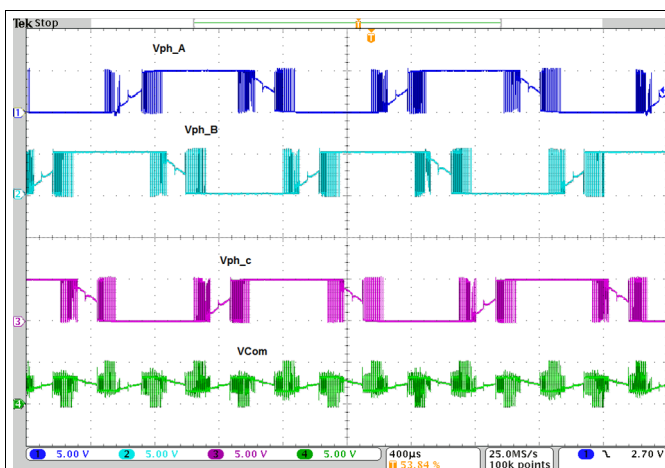 Tek Stop
T
T
Vph_A
1
Vph_B
2
Vph_c
3
VCom
4
1 5.00 V 2 5.00 V 3 5.00 V 4 5.00 V 400µs 25.0MS/s 1 2.70 V
T 53.84 % 100k points